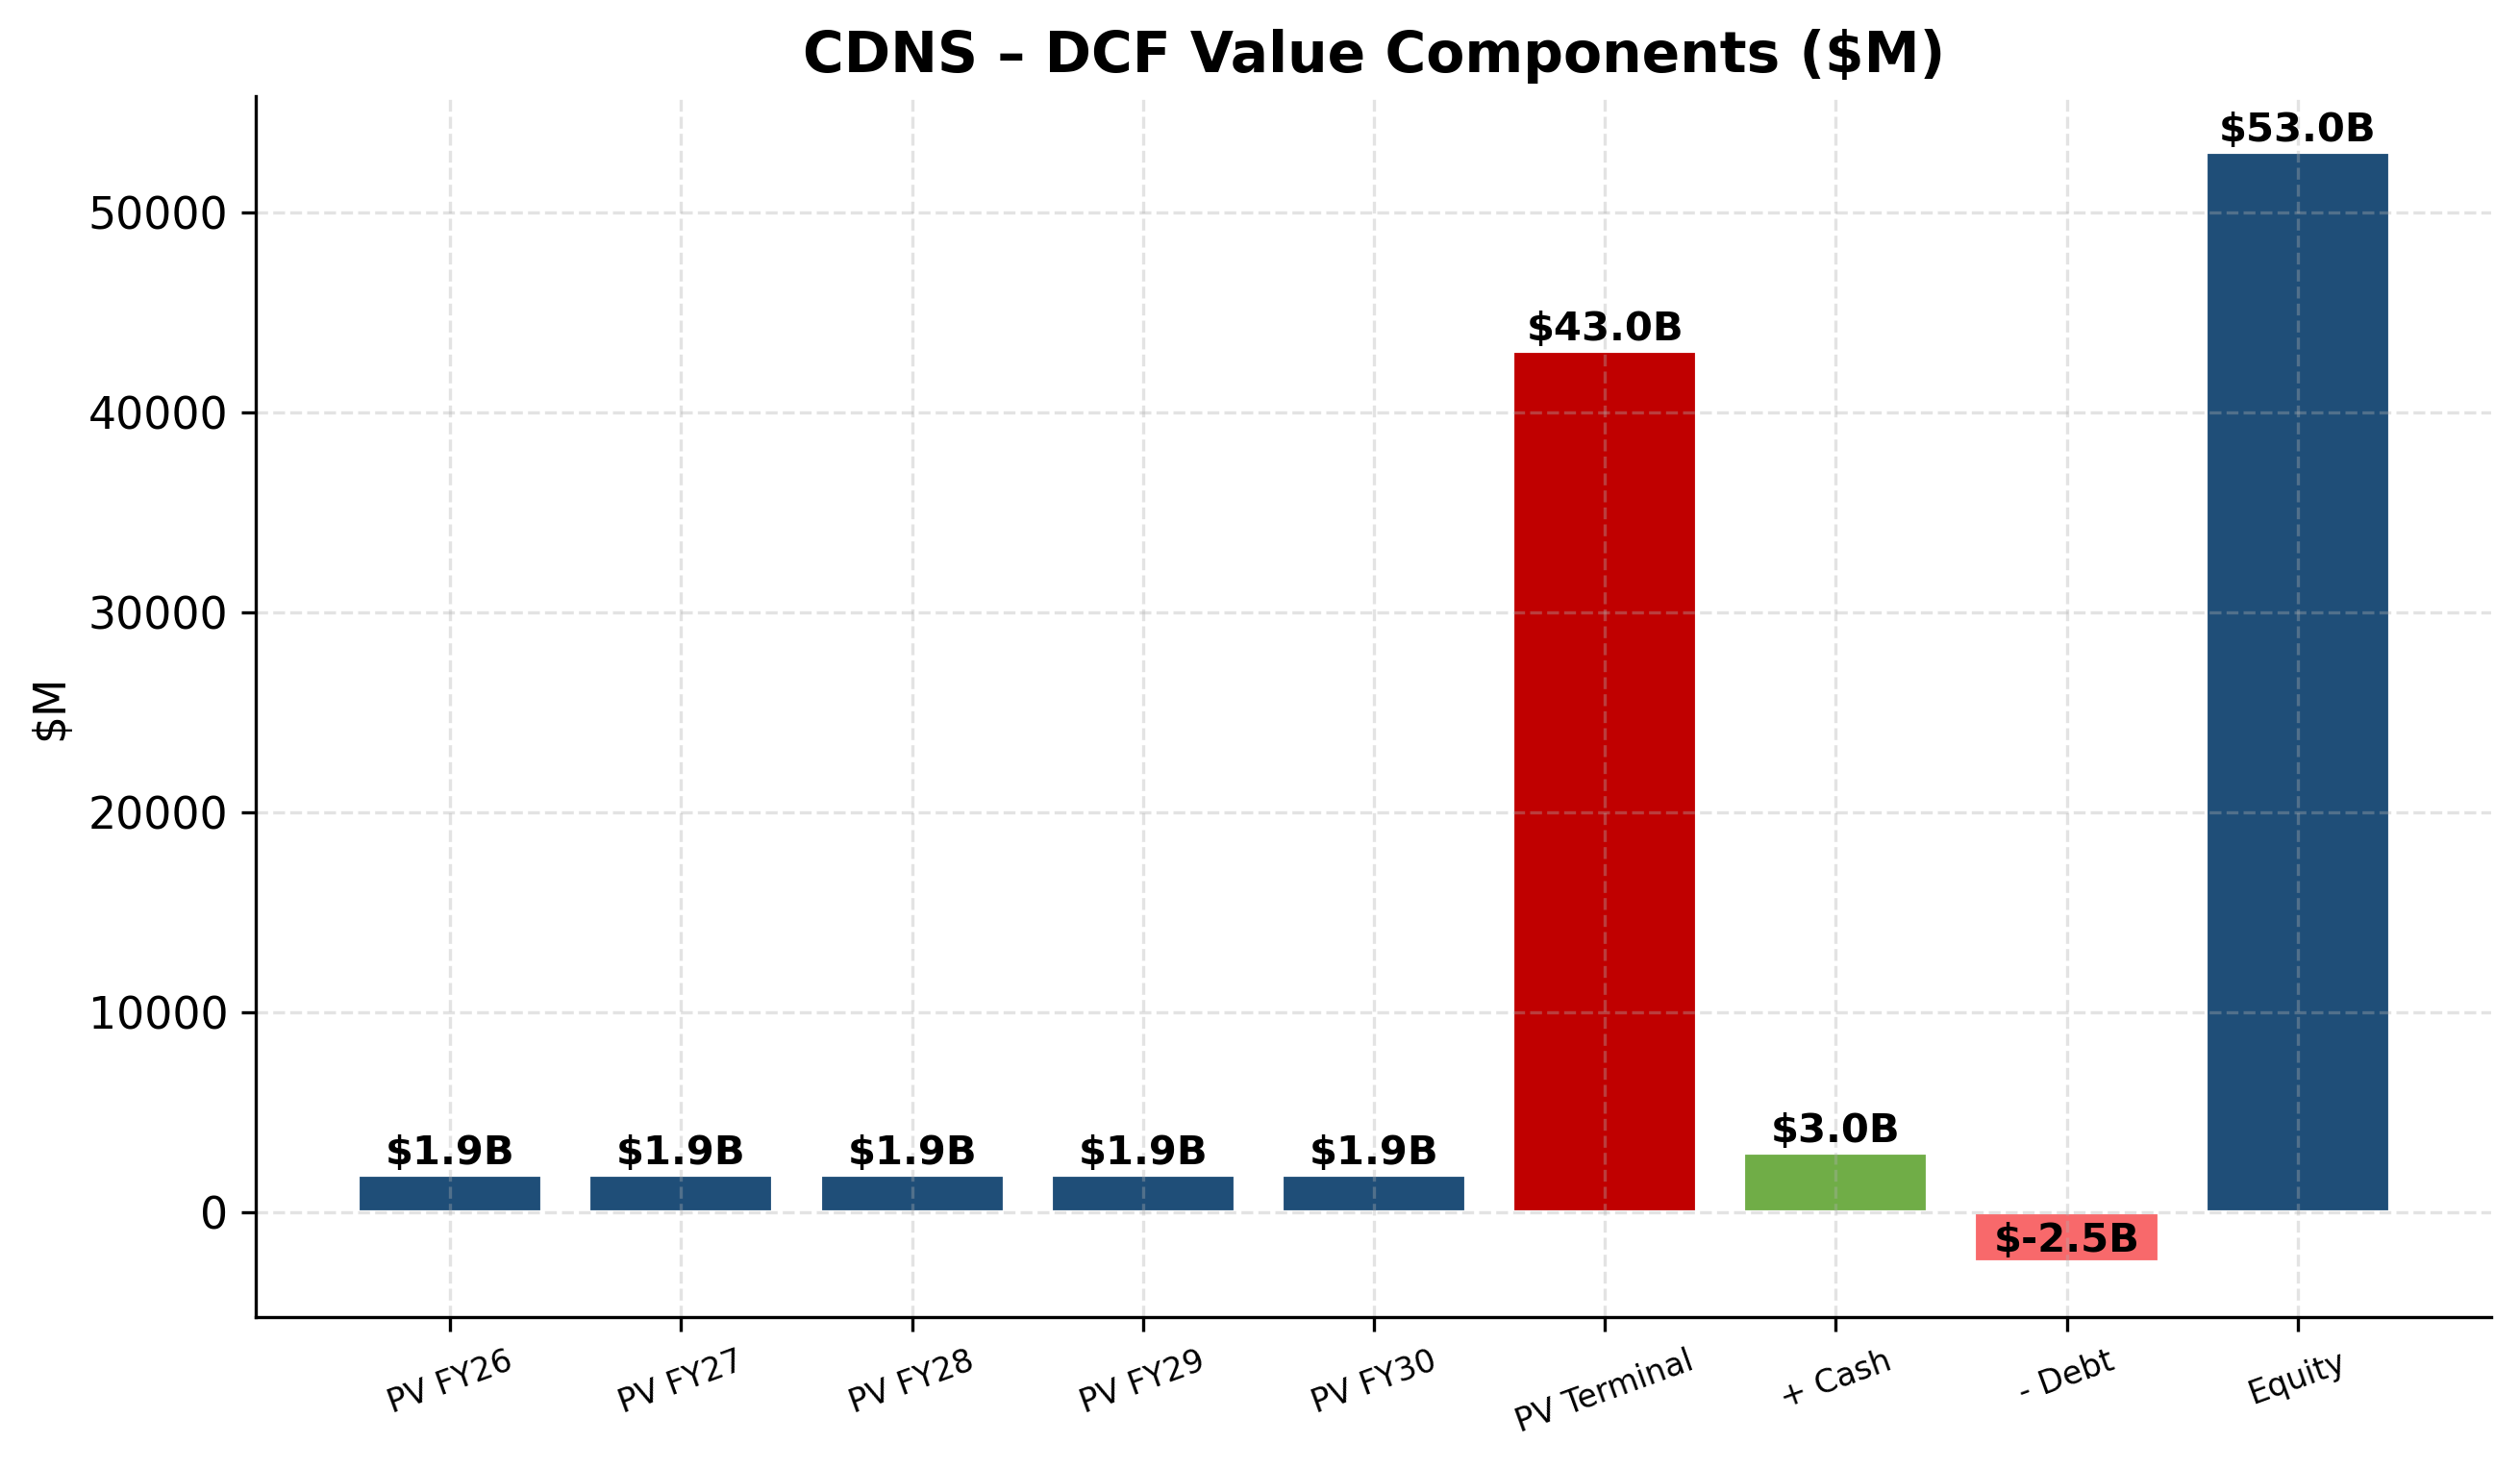 CDNS – DCF Value Components ($M)
$M
50000
40000
30000
20000
10000
0
$1.9B
$1.9B
$1.9B
$1.9B
$1.9B
$43.0B
$3.0B
$-2.5B
$53.0B
PV FY26
PV FY27
PV FY28
PV FY29
PV FY30
PV Terminal
+ Cash
- Debt
Equity